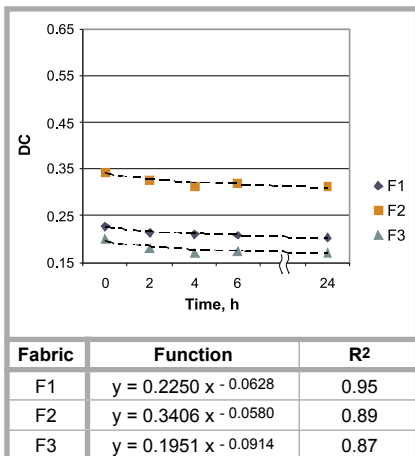 0.65
0.55
0.45
0.35
0.25
0.15
DC
F1
F2
F3
0 2 4 6 24
Time, h
Fabric Function R2
F1 y = 0.2250 x - 0.0628 0.95
F2 y = 0.3406 x - 0.0580 0.89
F3 y = 0.1951 x - 0.0914 0.87